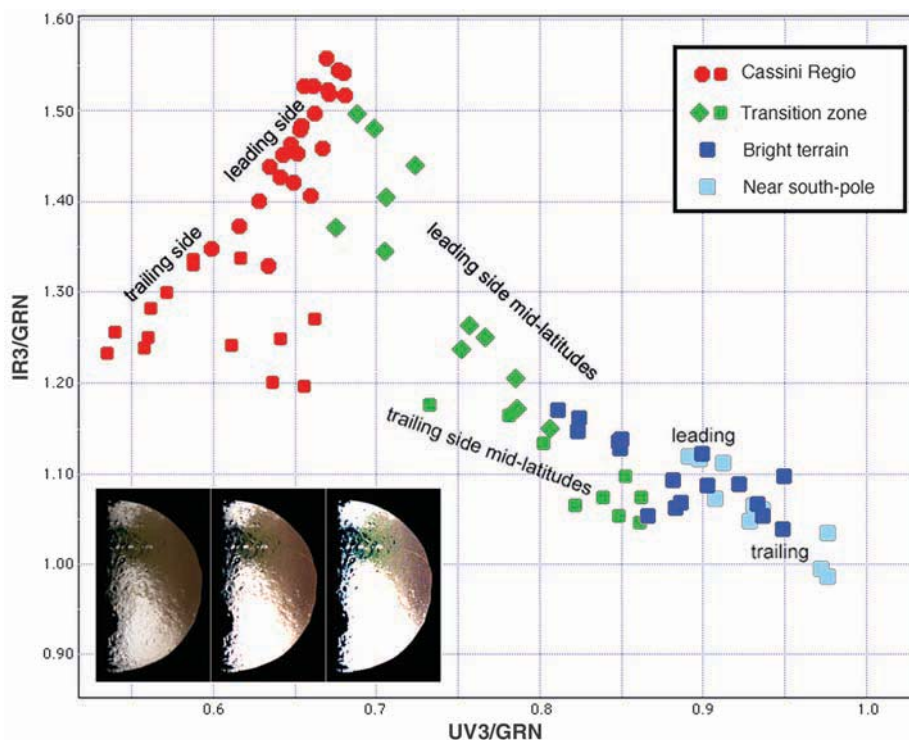 1.60
1.50
1.40
1.30
1.20
1.10
1.00
0.90
IR3/GRN
0.6
0.7
0.8
0.9
1.0
UV3/GRN
Cassini Regio
Transition zone
Bright terrain
Near south-pole
leading side
trailing side
leading side mid-latitudes
trailing side mid-latitudes
leading
trailing